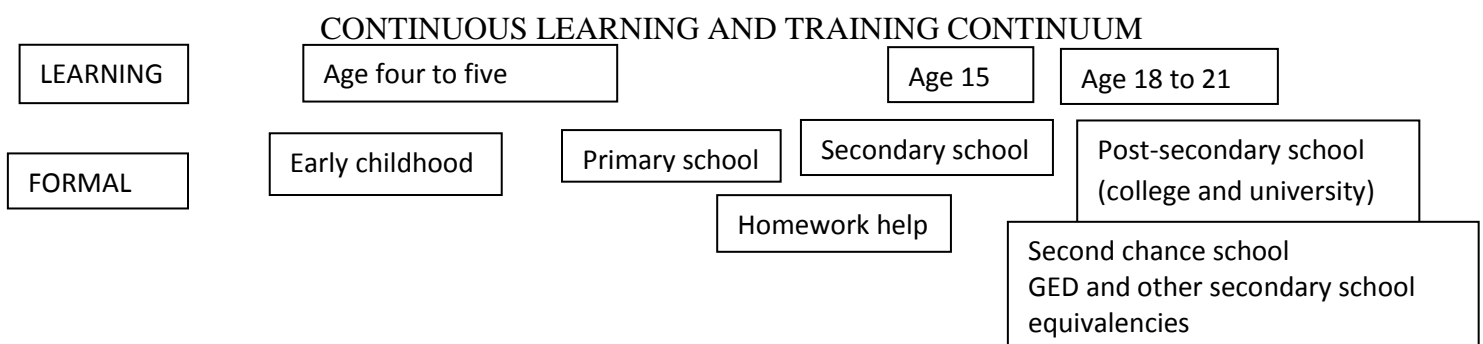 CONTINUOUS LEARNING AND TRAINING CONTINUUM
LEARNING
Age four to five
Age 15
Age 18 to 21
FORMAL
Early childhood
Primary school
Secondary school
Post-secondary school
(college and university)
Homework help
Second chance school
GED and other secondary school
equivalencies